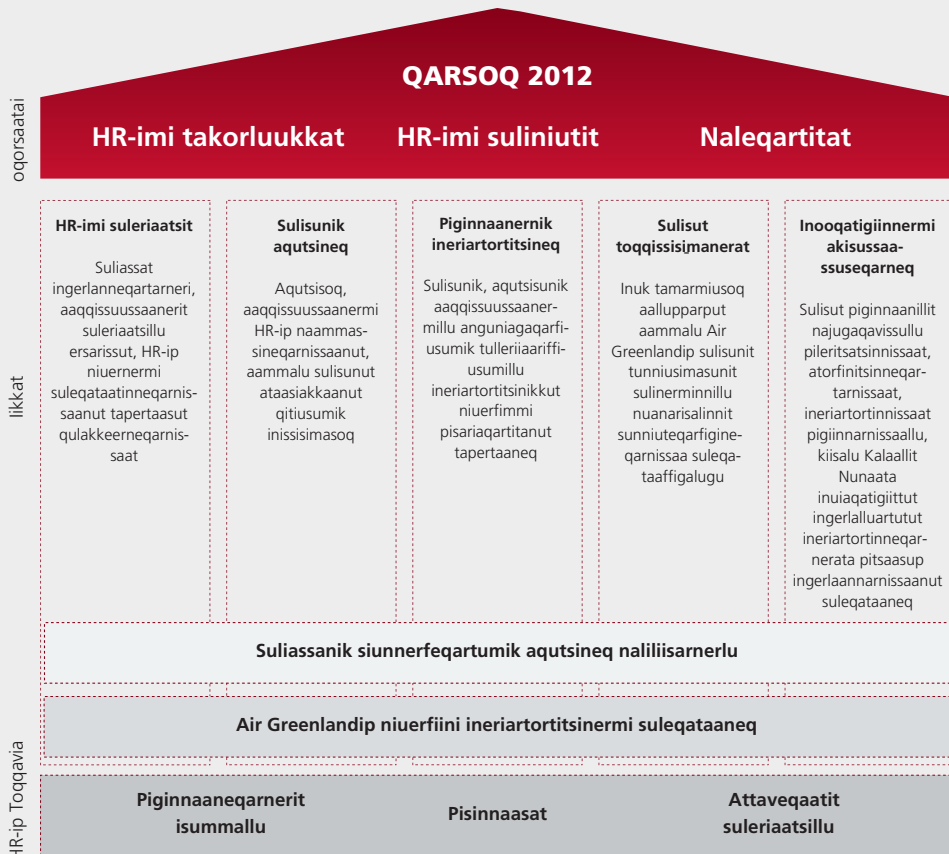 QARSOQ 2012
HR-imi takorluukkat
HR-imi suliniutit
Naleqartitat
oqorsaatai
likkat
HR-ip Toqqavia
HR-imi suleriaatsit
Suliassat
ingerlanneqartarneri,
aaqqissuussaanerit
suleriaatsillu
ersarissut, HR-ip
niuernermi
suleqataatinneqarnis-
saanut tapertaasut
qulakkeerneqarnis-
saat
Sulisunik
aqutsineq
Aqutsisoq,
aaqqissuussaanermi
HR-ip naammas-
sineqarnissaanut,
aammalu sulisunut
ataasiakkaanut
qitiusumik
inissisimasoq
Piginnaanernik
ineriartortitsineq
Sulisunik, aqutsisunik
aaqqissuussaaner-
millu anguniagaqarfi-
usumik tulleriiaariffi-
usumillu
ineriartortitsinikkut
niuerfimmi
pisariaqartitanut
tapertaaneq
Sulisut
toqqissisimanerat
Inuk tamarmiusoq
aallupparput
aammalu Air
Greenlandip sulisunit
tunniusimasunit
sulinerminnillu
nuanarisalinnit
sunniuteqarfigine-
qarnissaa suleqa-
taaffigalugu
Inooqatigiinnermi
akisussaa-
ssuseqarneq
Sulisut piginnaanillit
najugaqavissullu
pileritsatsinnissaat,
atorfinitsinneqar-
tarnissaat,
ineriartortinnissaat
pigiinnarnissaallu,
kiisalu Kalaallit
Nunaata
inuiaqatigiittut
ingerlalluartutut
ineriartortinneqar-
nerata pitsaasup
ingerlaannarnissaanut
suleqataaneq
Suliassanik siunnerfeqartumik aqutsineq naliliisarnerlu
Air Greenlandip niuerfiini ineriartortitsinermi suleqataaneq
Piginnaaneqarnerit
isummallu
Pisinnaasat
Attaveqaatit
suleriaatsillu